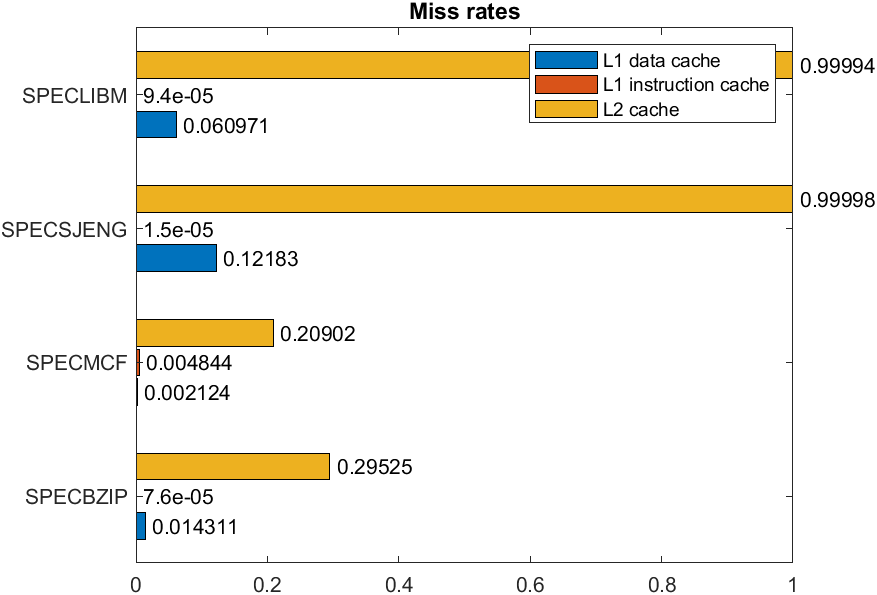 Miss rates
L1 data cache
L1 instruction cache
L2 cache
0.99994
SPECLIBM
9.4e-05
0.060971
0.99998
SPECSJENG
1.5e-05
0.12183
0.20902
SPECMCF
0.004844
0.002124
0.29525
SPECBZIP
7.6e-05
0.014311
0 0.2 0.4 0.6 0.8 1